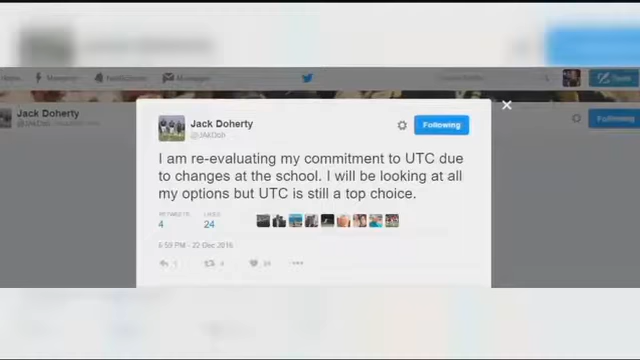 Home
Jack Doherty
Following
Jack Doherty
Following
I am re-evaluating my commitment to UTC due
to changes at the school. I will be looking at all
my options but UTC is still a top choice.
RETWEETS LIKES
4 24
6:59 PM - 22 Dec 2016